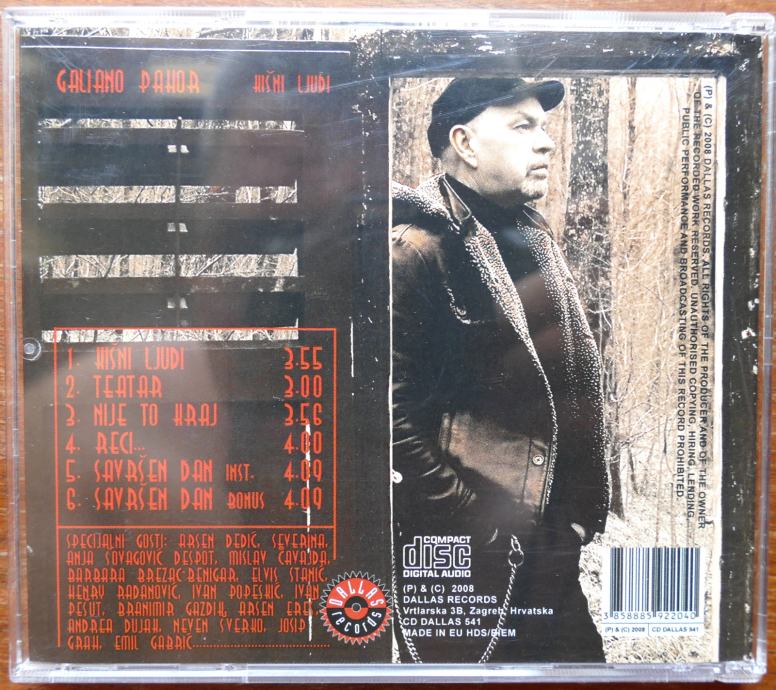 GALIANO PAHOR KIŠNI LJUDI
1. KIŠNI LJUDI 3.55
2. TEATAR 3.00
3. NIJE TO KRAJ 3.56
4. RECI...
5. SAVRŠEN DAN INST. 4.09
6. SAVRŠEN DAN BONUS 4.09
SPECIJALNI GOSTI: ARSEN DEDIĆ, SEVERINA,
ANJA ŠOVAGOVIĆ DESPOT, MISLAV ČAVAJDA,
BARBARA BREZAC-BENIGAR, ELVIS STANIĆ,
HENRY RADANOVIĆ, IVAN POPESKIĆ, IVAN
PEŠUT, BRANIMIR GAZDIK, ARSEN
ANDREA DUJAK, NEVEN ŠVERKO, JOSIP
GRAH, EMIL GABRIĆ
DALLAS
records
(P) & (C) 2008 DALLAS RECORDS. ALL RIGHTS OF THE PRODUCER AND OF THE OWNER
OF THE RECORDED WORK RESERVED. UNAUTHORISED COPYING, HIRING, LENDING,
PUBLIC PERFORMANCE AND BROADCASTING OF THIS RECORD PROHIBITED.
COMPACT
disc
DIGITAL AUDIO
(P) & (C) 2008
DALLAS RECORDS
Vrtlarska 3B, Zagreb, Hrvatska
CD DALLAS 541
MADE IN EU HDS/BIEM
3 858885 922040
(P) & (C) 2008 CD DALLAS 541